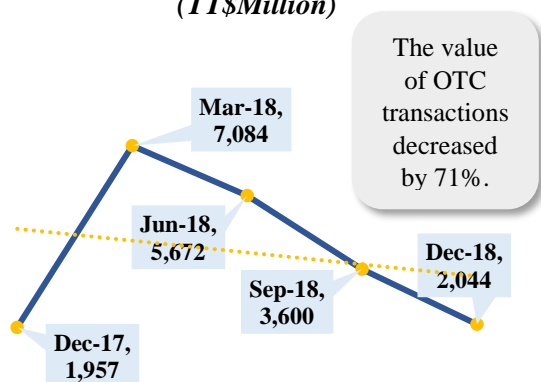 (TT$Million)
The value
of OTC
transactions
decreased
by 71%.
Mar-18,
7,084
Jun-18,
5,672
Dec-18,
2,044
Sep-18,
3,600
Dec-17,
1,957